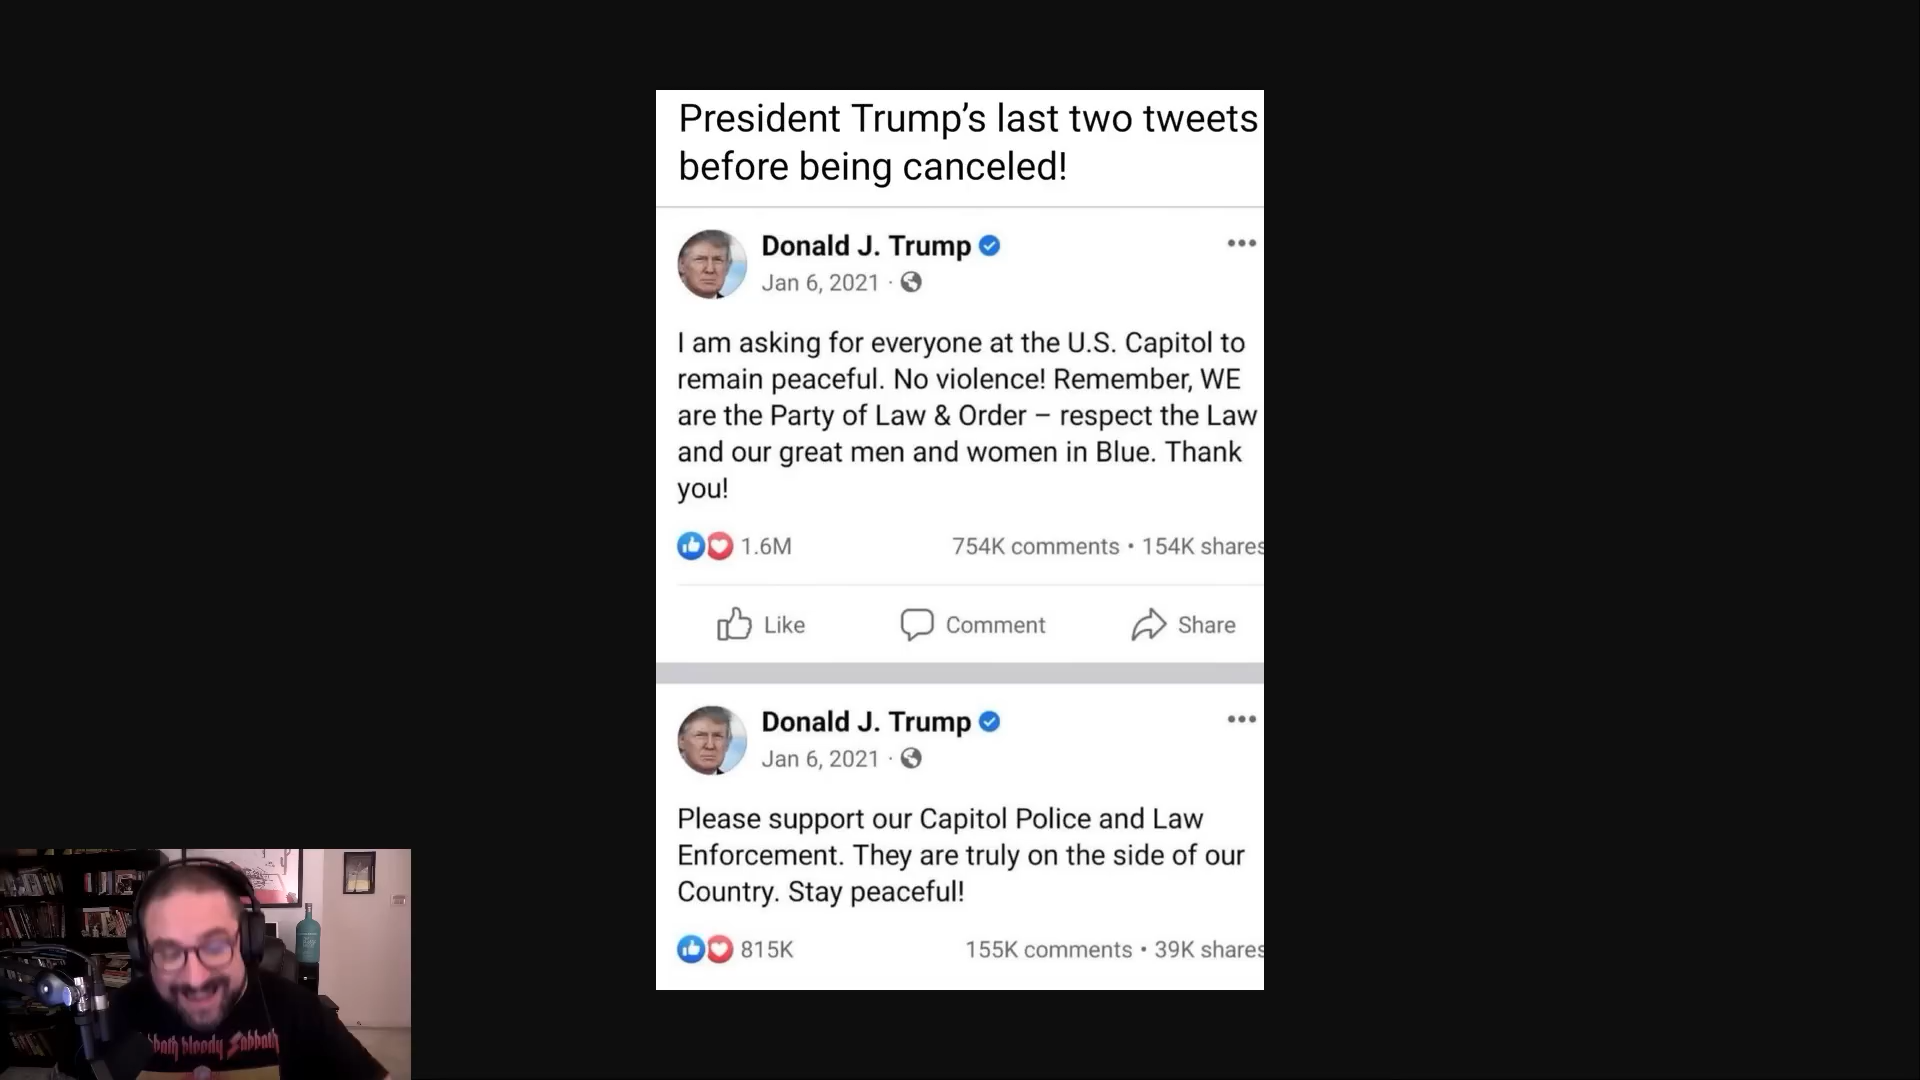 President Trump’s last two tweets
before being canceled!
Donald J. Trump
Jan 6, 2021 ·
I am asking for everyone at the U.S. Capitol to
remain peaceful. No violence! Remember, WE
are the Party of Law & Order – respect the Law
and our great men and women in Blue. Thank
you!
1.6M 754K comments • 154K shares
Like Comment Share
Donald J. Trump
Jan 6, 2021 ·
Please support our Capitol Police and Law
Enforcement. They are truly on the side of our
Country. Stay peaceful!
815K 155K comments • 39K shares
bloody Sabbath